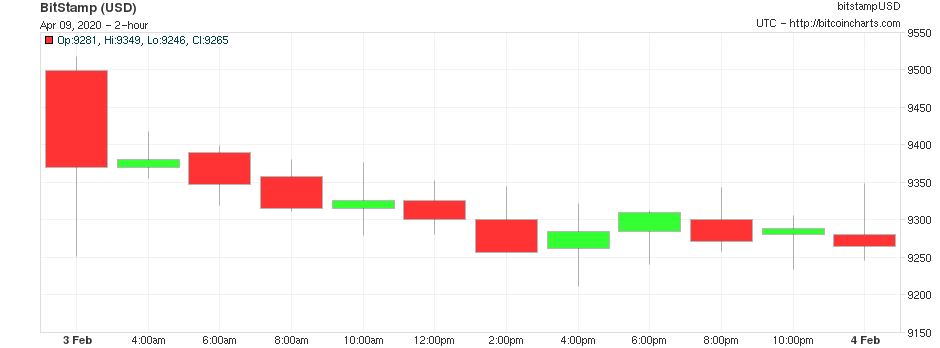 BitStamp (USD)
bitstampUSD
Apr 09, 2020 - 2-hour
UTC - http://bitcoincharts.com
Op:9281, Hi:9349, Lo:9246, Cl:9265
9550
9500
9450
9400
9350
9300
9250
9200
9150
3 Feb 4:00am 6:00am 8:00am 10:00am 12:00pm 2:00pm 4:00pm 6:00pm 8:00pm 10:00pm 4 Feb